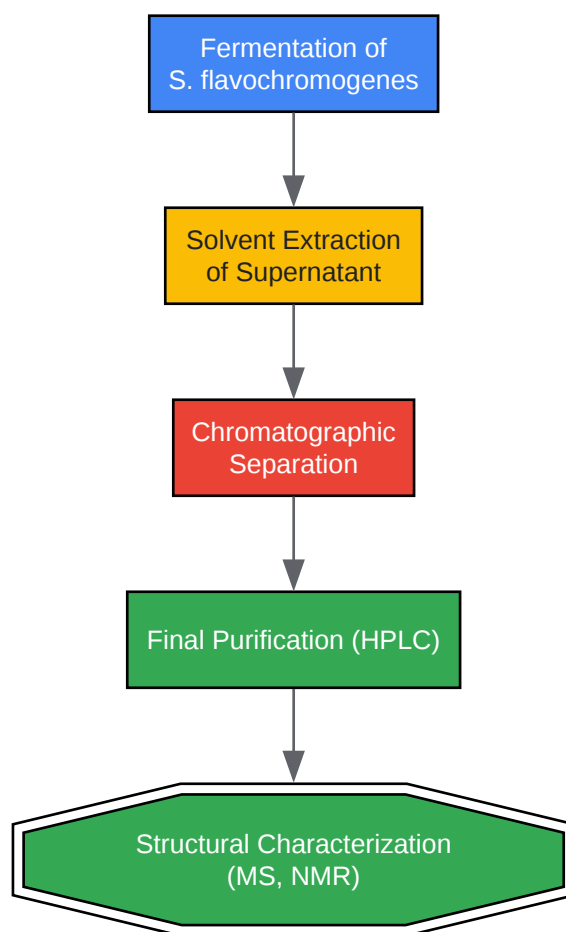 Fermentation of
S. flavochromogenes
Solvent Extraction
of Supernatant
Chromatographic
Separation
Final Purification (HPLC)
Structural Characterization
(MS, NMR)